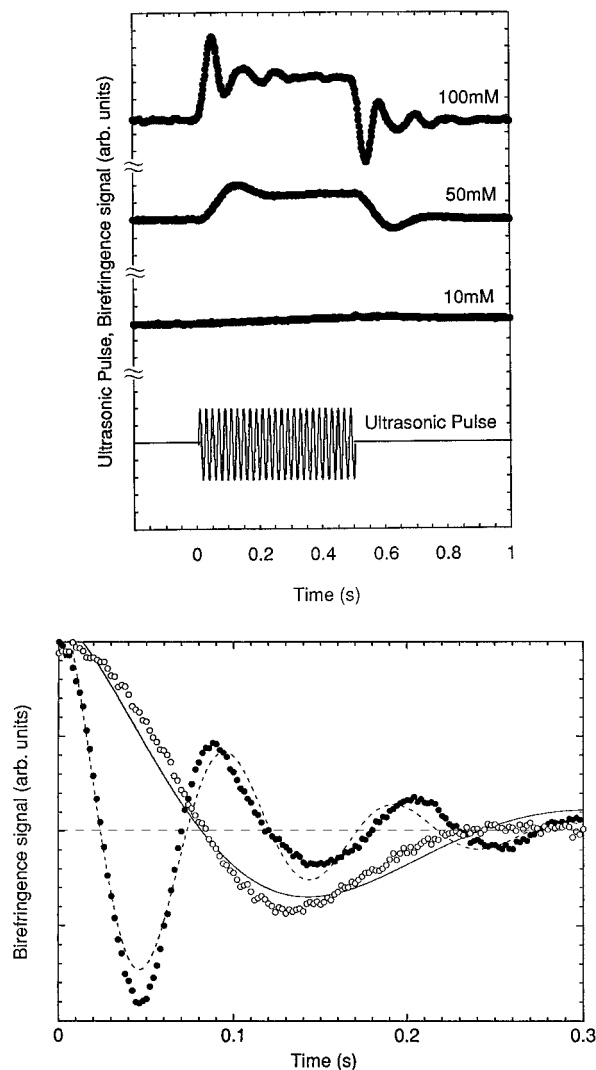 Ultrasonic Pulse, Birefringence signal (arb. units)
100mM
50mM
10mM
Ultrasonic Pulse
0 0.2 0.4 0.6 0.8 1
Time (s)
Birefringence signal (arb. units)
0 0.1 0.2 0.3
Time (s)